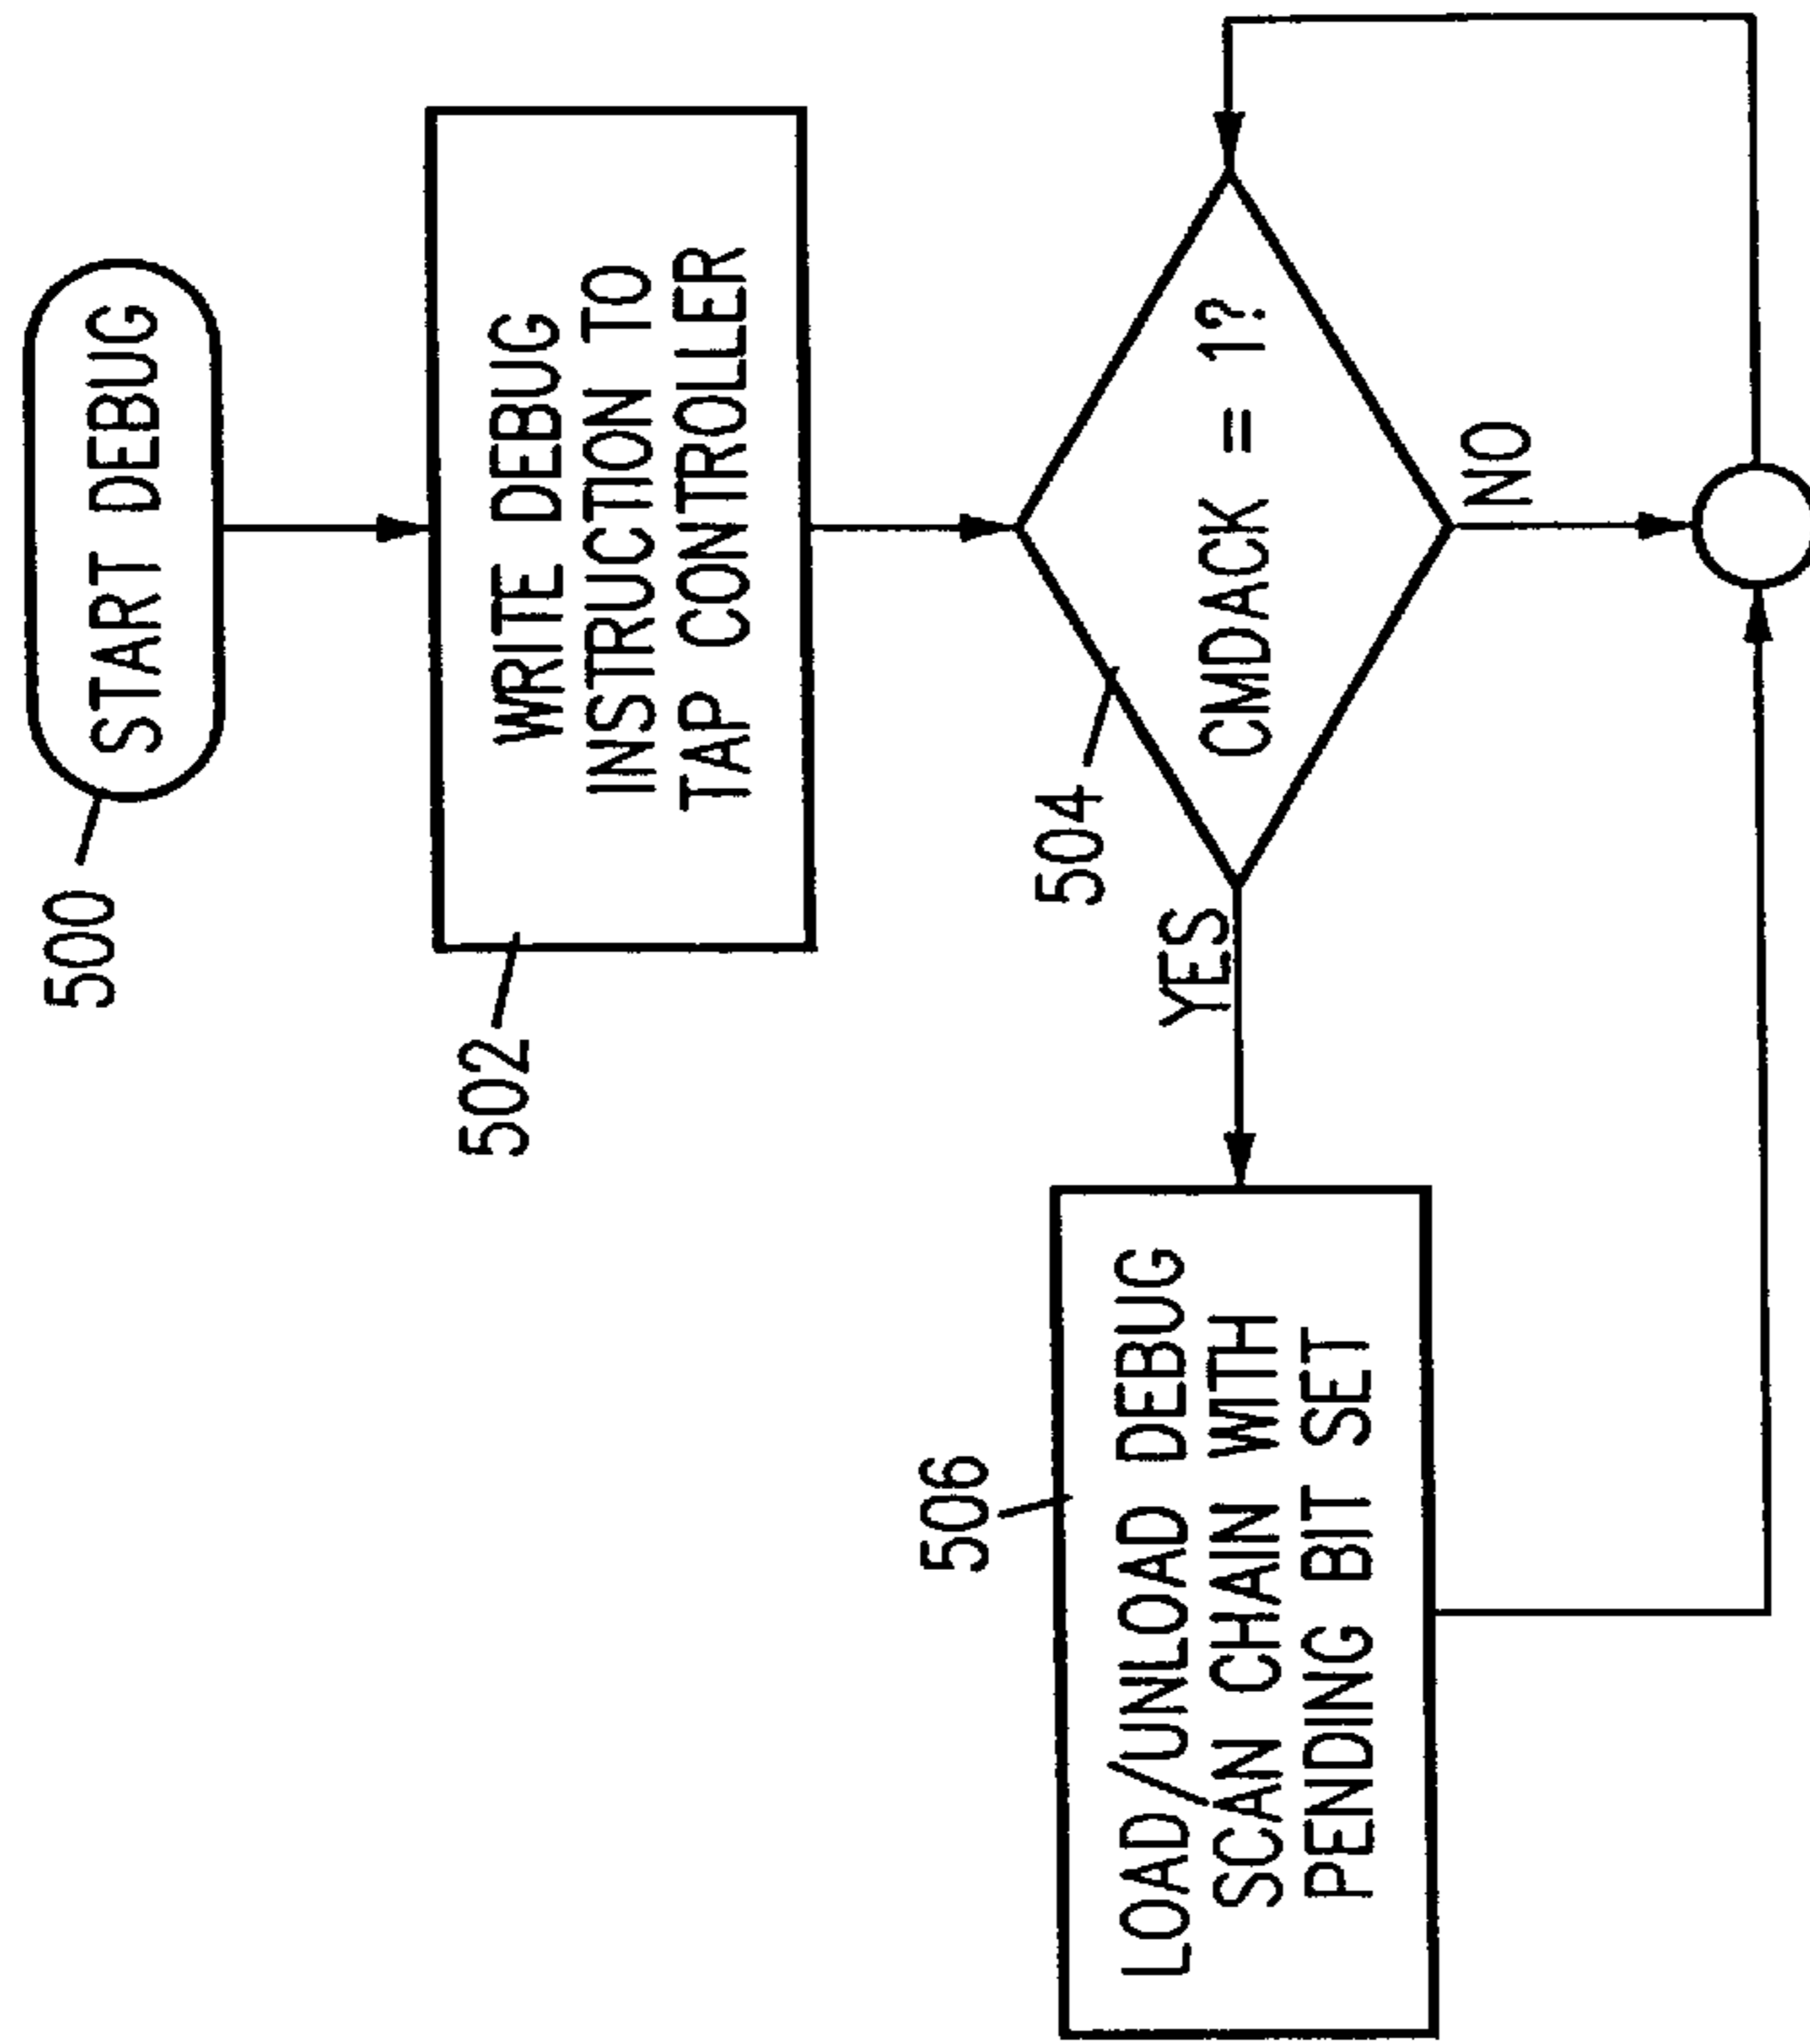 500
START DEBUG
502
WRITE DEBUG
INSTRUCTION TO
TAP CONTROLLER
504
CMDACK = 1?
YES
NO
506
LOAD/UNLOAD DEBUG
SCAN CHAIN WITH
PENDING BIT SET